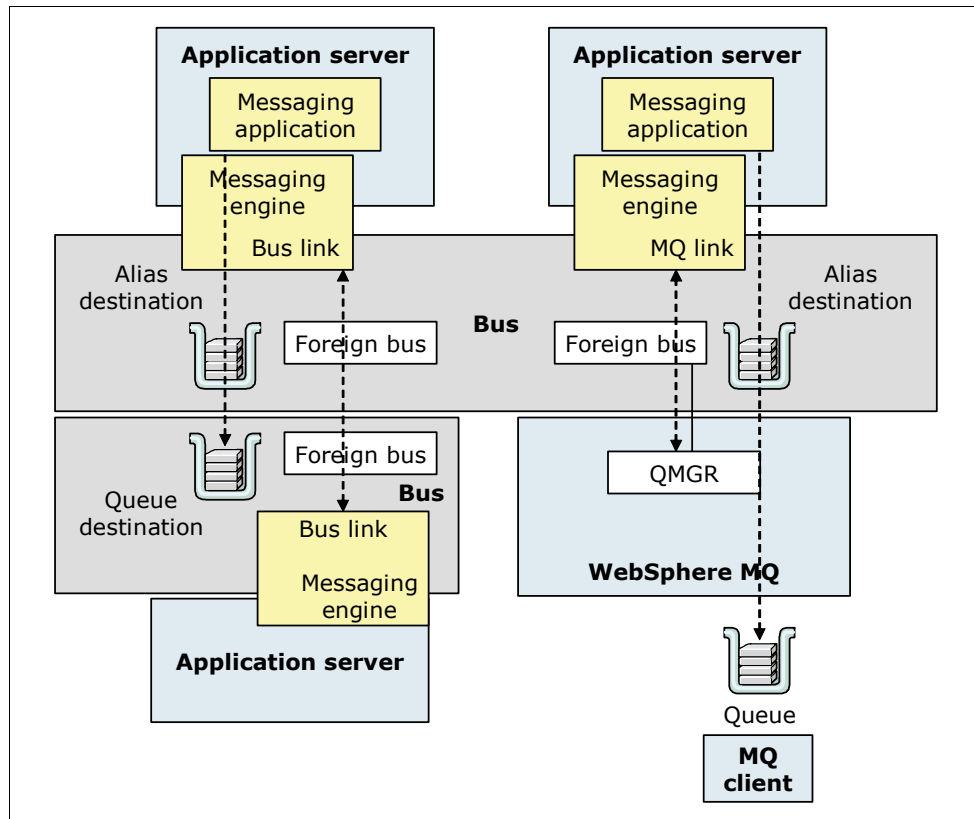 Application server
Application server
Messaging
application
Messaging
application
Messaging
engine
Messaging
engine
Bus link
MQ link
Alias
destination
Alias
destination
Bus
Foreign bus
Foreign bus
Foreign bus
QMGR
Bus
Queue
destination
Bus link
Messaging
engine
WebSphere MQ
Application server
Queue
MQ
client